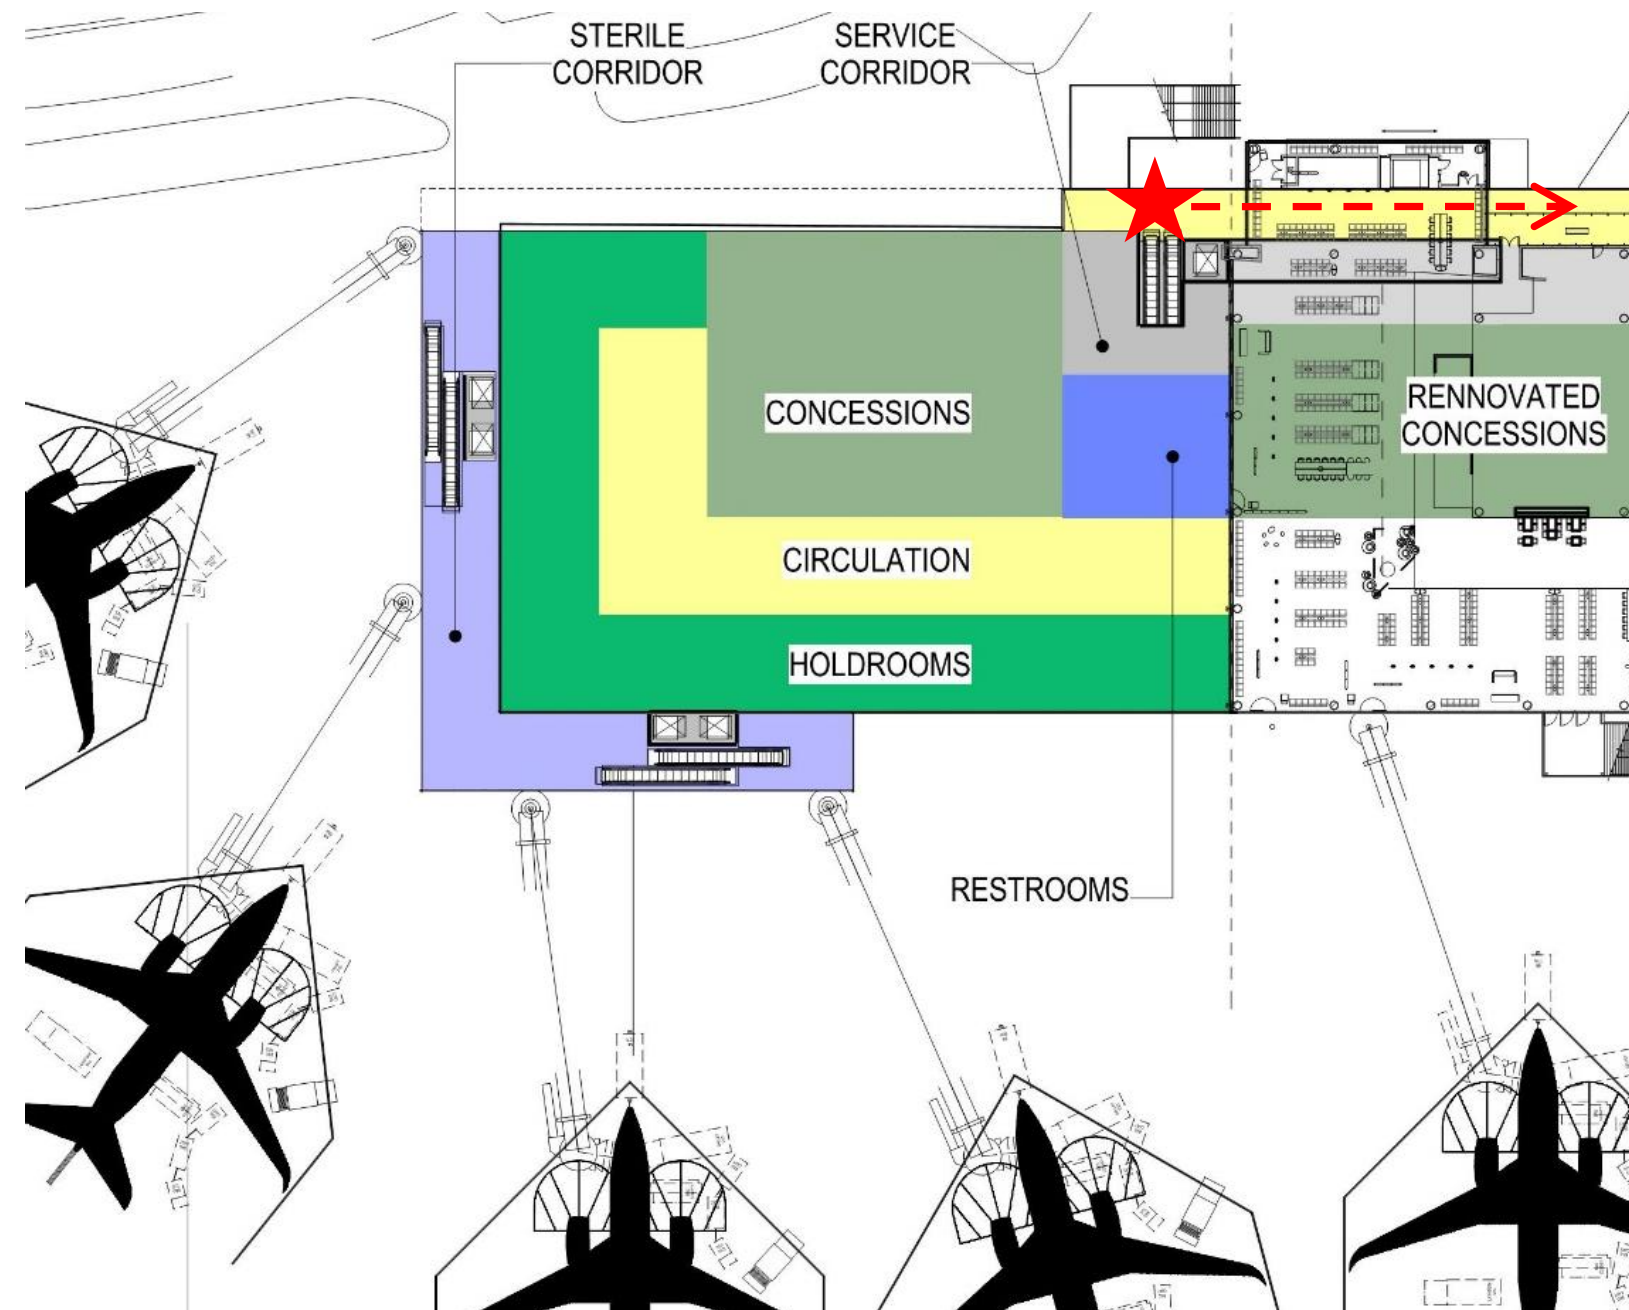 STERILE
CORRIDOR
SERVICE
CORRIDOR
CONCESSIONS
RENNOVATED
CONCESSIONS
CIRCULATION
HOLDROOMS
RESTROOMS